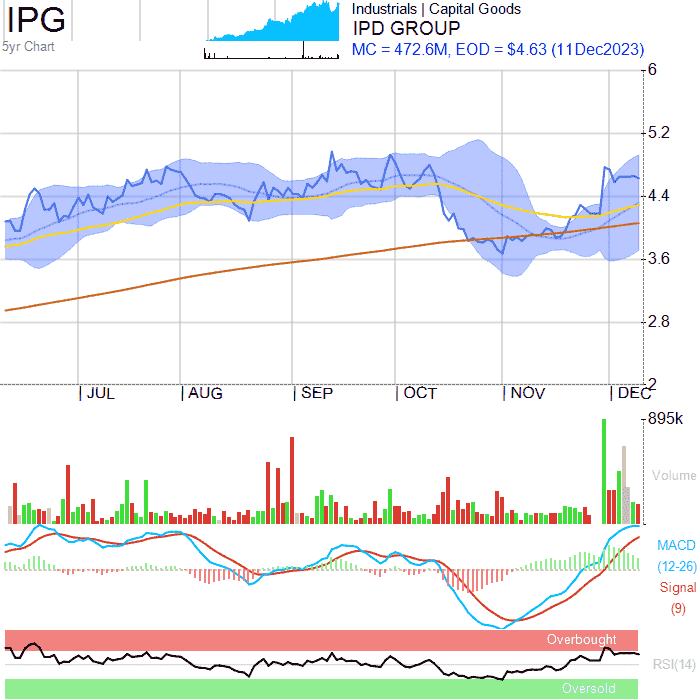 IPG
5yr Chart
Industrials | Capital Goods
IPD GROUP
MC = 472.6M, EOD = $4.63 (11Dec2023)
6
5.2
4.4
3.6
2.8
2
JUL
AUG
SEP
OCT
NOV
DEC
895k
Volume
MACD
(12-26)
Signal
(9)
Overbought
RSI(14)
Oversold